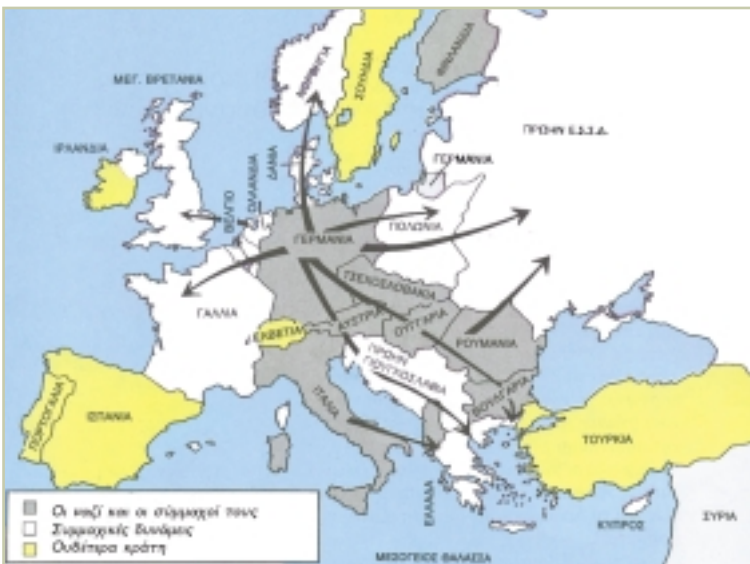 ΜΕΓ. ΒΡΕΤΑΝΙΑ
ΙΡΛΑΝΔΙΑ
ΝΟΡΒΗΓΙΑ
ΣΟΥΗΔΙΑ
ΦΙΝΛΑΝΔΙΑ
ΠΡΩΗΝ Ε.Σ.Σ.Δ.
ΔΑΝΙΑ
ΟΛΛΑΝΔΙΑ
ΒΕΛΓΙΟ
ΓΕΡΜΑΝΙΑ
ΓΕΡΜΑΝΙΑ
ΠΟΛΩΝΙΑ
ΤΣΕΧΟΣΛΟΒΑΚΙΑ
ΓΑΛΛΙΑ
ΕΛΒΕΤΙΑ
ΑΥΣΤΡΙΑ
ΟΥΓΓΑΡΙΑ
ΡΟΥΜΑΝΙΑ
ΠΡΩΗΝ
ΓΙΟΥΓΚΟΣΛΑΒΙΑ
ΒΟΥΛΓΑΡΙΑ
ΙΤΑΛΙΑ
ΠΟΡΤΟΓΑΛΙΑ
ΙΣΠΑΝΙΑ
ΤΟΥΡΚΙΑ
ΕΛΛΑΔΑ
ΚΥΠΡΟΣ
ΣΥΡΙΑ
ΜΕΣΟΓΕΙΟΣ ΘΑΛΑΣΣΑ
Οι ναζί και οι σύμμαχοί τους
Συμμαχικές δυνάμεις
Ουδέτερα κράτη